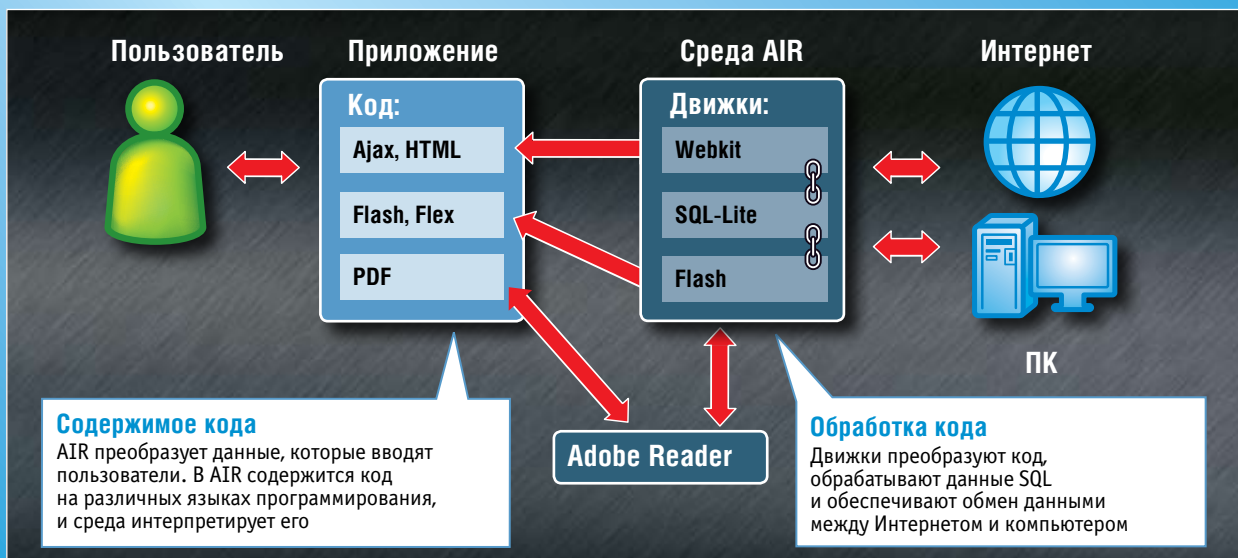 Пользователь
Приложение
Среда AIR
Интернет
Код:
Ajax, HTML
Flash, Flex
PDF
Движки:
Webkit
SQL-Lite
Flash
ПК
Adobe Reader
Содержимое кода
AIR преобразует данные, которые вводят
пользователи. В AIR содержится код
на различных языках программирования,
и среда интерпретирует его
Обработка кода
Движки преобразуют код,
обрабатывают данные SQL
и обеспечивают обмен данными
между Интернетом и компьютером